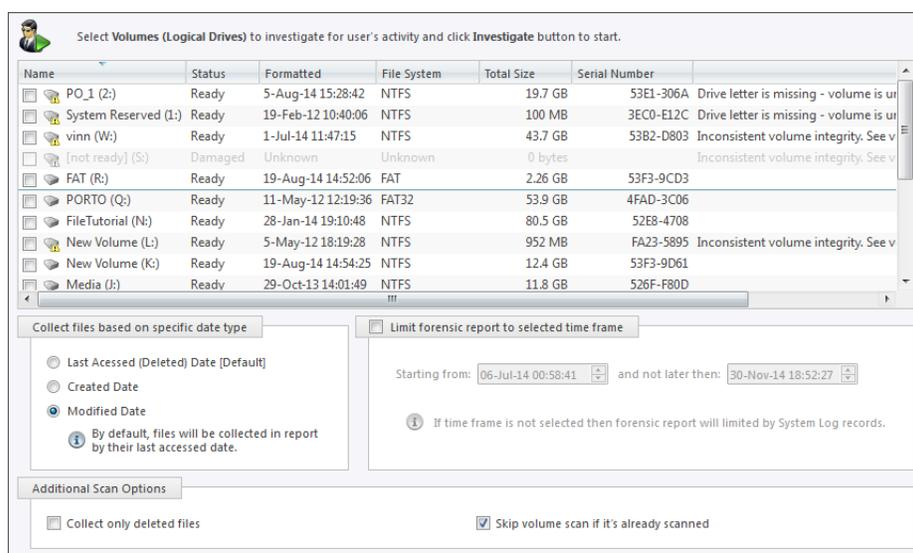 Select Volumes (Logical Drives) to investigate for user's activity and click Investigate button to start.
Name Status Formatted File System Total Size Serial Number
PO_1 (2:) Ready 5-Aug-14 15:28:42 NTFS 19.7 GB 53E1-306A Drive letter is missing - volume is ur
System Reserved (1:) Ready 19-Feb-12 10:40:06 NTFS 100 MB 3EC0-E12C Drive letter is missing - volume is ur
vinn (W:) Ready 1-Jul-14 11:47:15 NTFS 43.7 GB 53B2-D803 Inconsistent volume integrity. See v
[not ready] (S:) Damaged Unknown Unknown 0 bytes Inconsistent volume integrity. See v
FAT (R:) Ready 19-Aug-14 14:52:06 FAT 2.26 GB 53F3-9CD3
PORTO (Q:) Ready 11-May-12 12:19:36 FAT32 53.9 GB 4FAD-3C06
FileTutorial (N:) Ready 28-Jan-14 19:10:48 NTFS 80.5 GB 52E8-4708
New Volume (L:) Ready 5-May-12 18:19:28 NTFS 952 MB FA23-5895 Inconsistent volume integrity. See v
New Volume (K:) Ready 19-Aug-14 14:54:25 NTFS 12.4 GB 53F3-9D61
Media (J:) Ready 29-Oct-13 14:01:49 NTFS 11.8 GB 526F-F80D
Collect files based on specific date type
Last Acessed (Deleted) Date [Default]
Created Date
Modified Date
By default, files will be collected in report
by their last accessed date.
Limit forensic report to selected time frame
Starting from: 06-Jul-14 00:58:41 and not later then: 30-Nov-14 18:52:27
If time frame is not selected then forensic report will limited by System Log records.
Additional Scan Options
Collect only deleted files
Skip volume scan if it's already scanned